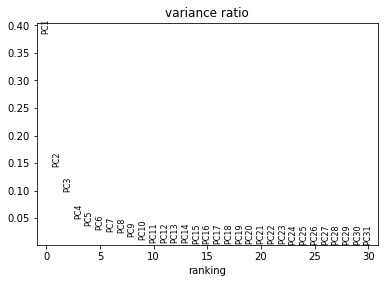 variance ratio
0.40
0.35
0.30
0.25
0.20
0.15
0.10
0.05
PC1
PC2
PC3
PC4
PC5
PC6
PC7
PC8
PC9
PC10
PC11
PC12
PC13
PC14
PC15
PC16
PC17
PC18
PC19
PC20
PC21
PC22
PC23
PC24
PC25
PC26
PC27
PC28
PC29
PC30
PC31
0 5 10 15 20 25 30
ranking